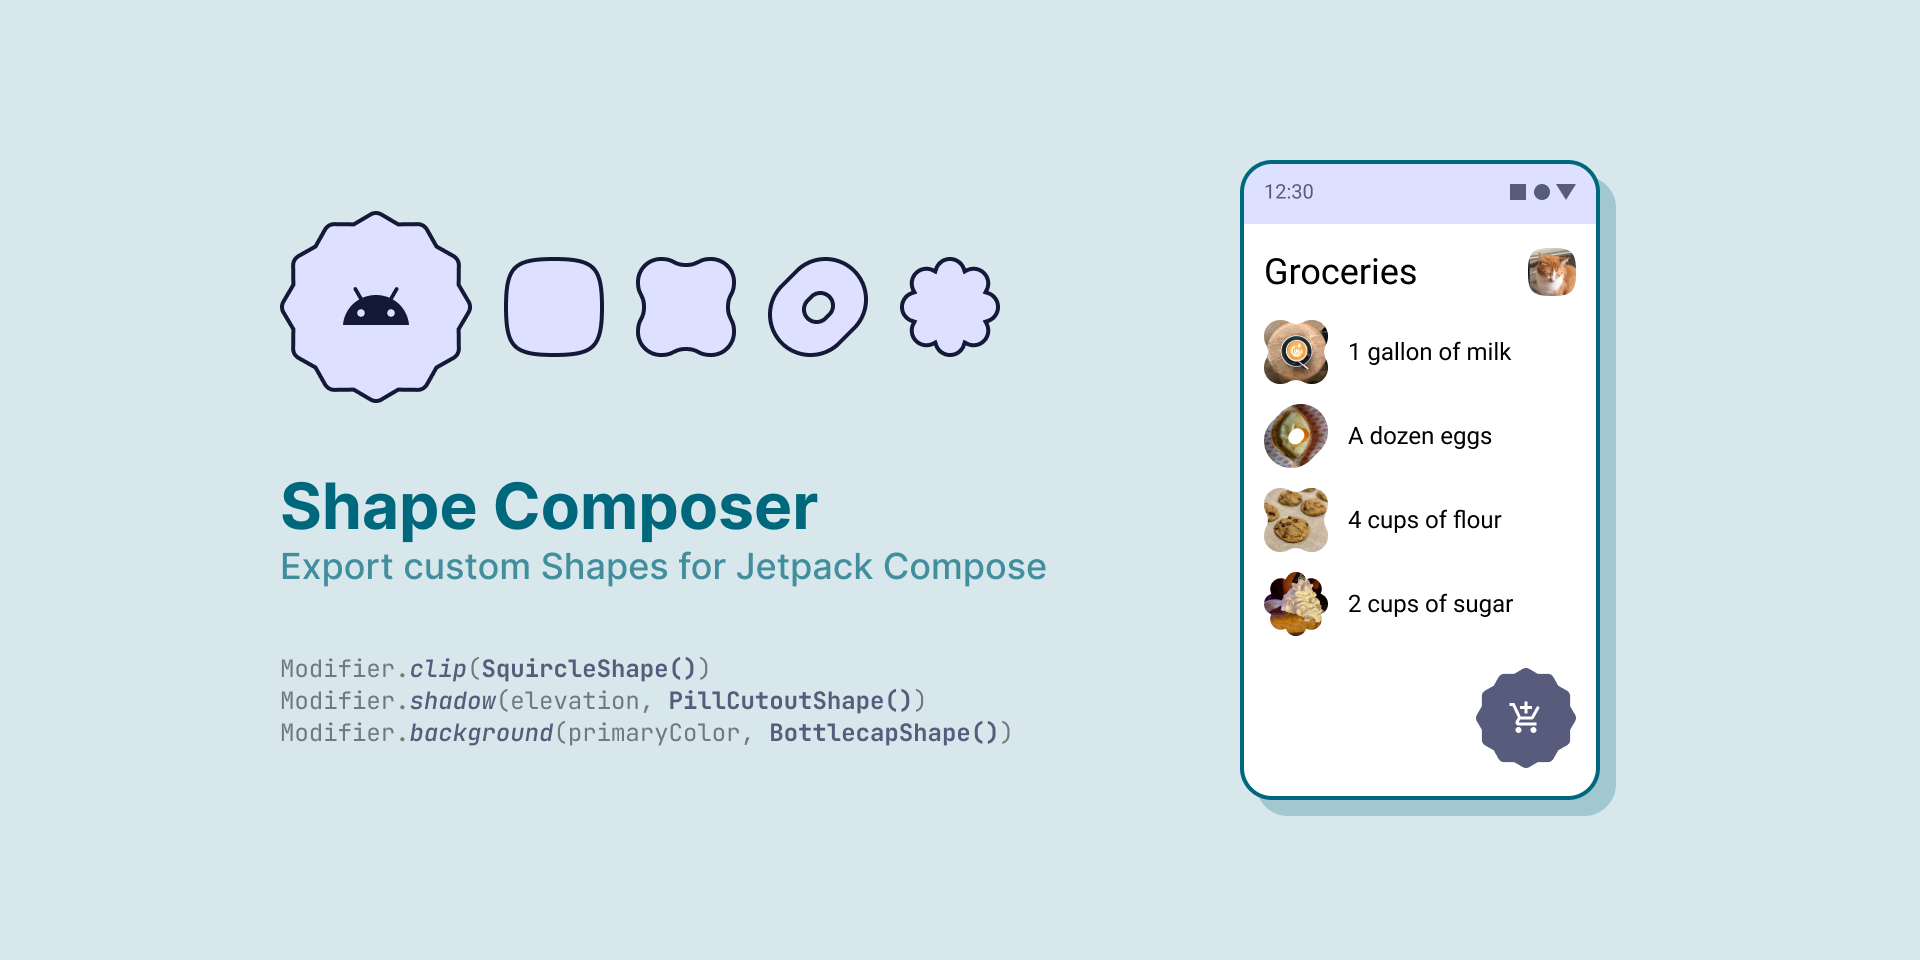 Shape Composer
Export custom Shapes for Jetpack Compose
Modifier.clip(SquircleShape())
Modifier.shadow(elevation, PillCutoutShape())
Modifier.background(primaryColor, BottlecapShape())
12:30
Groceries
1 gallon of milk
A dozen eggs
4 cups of flour
2 cups of sugar